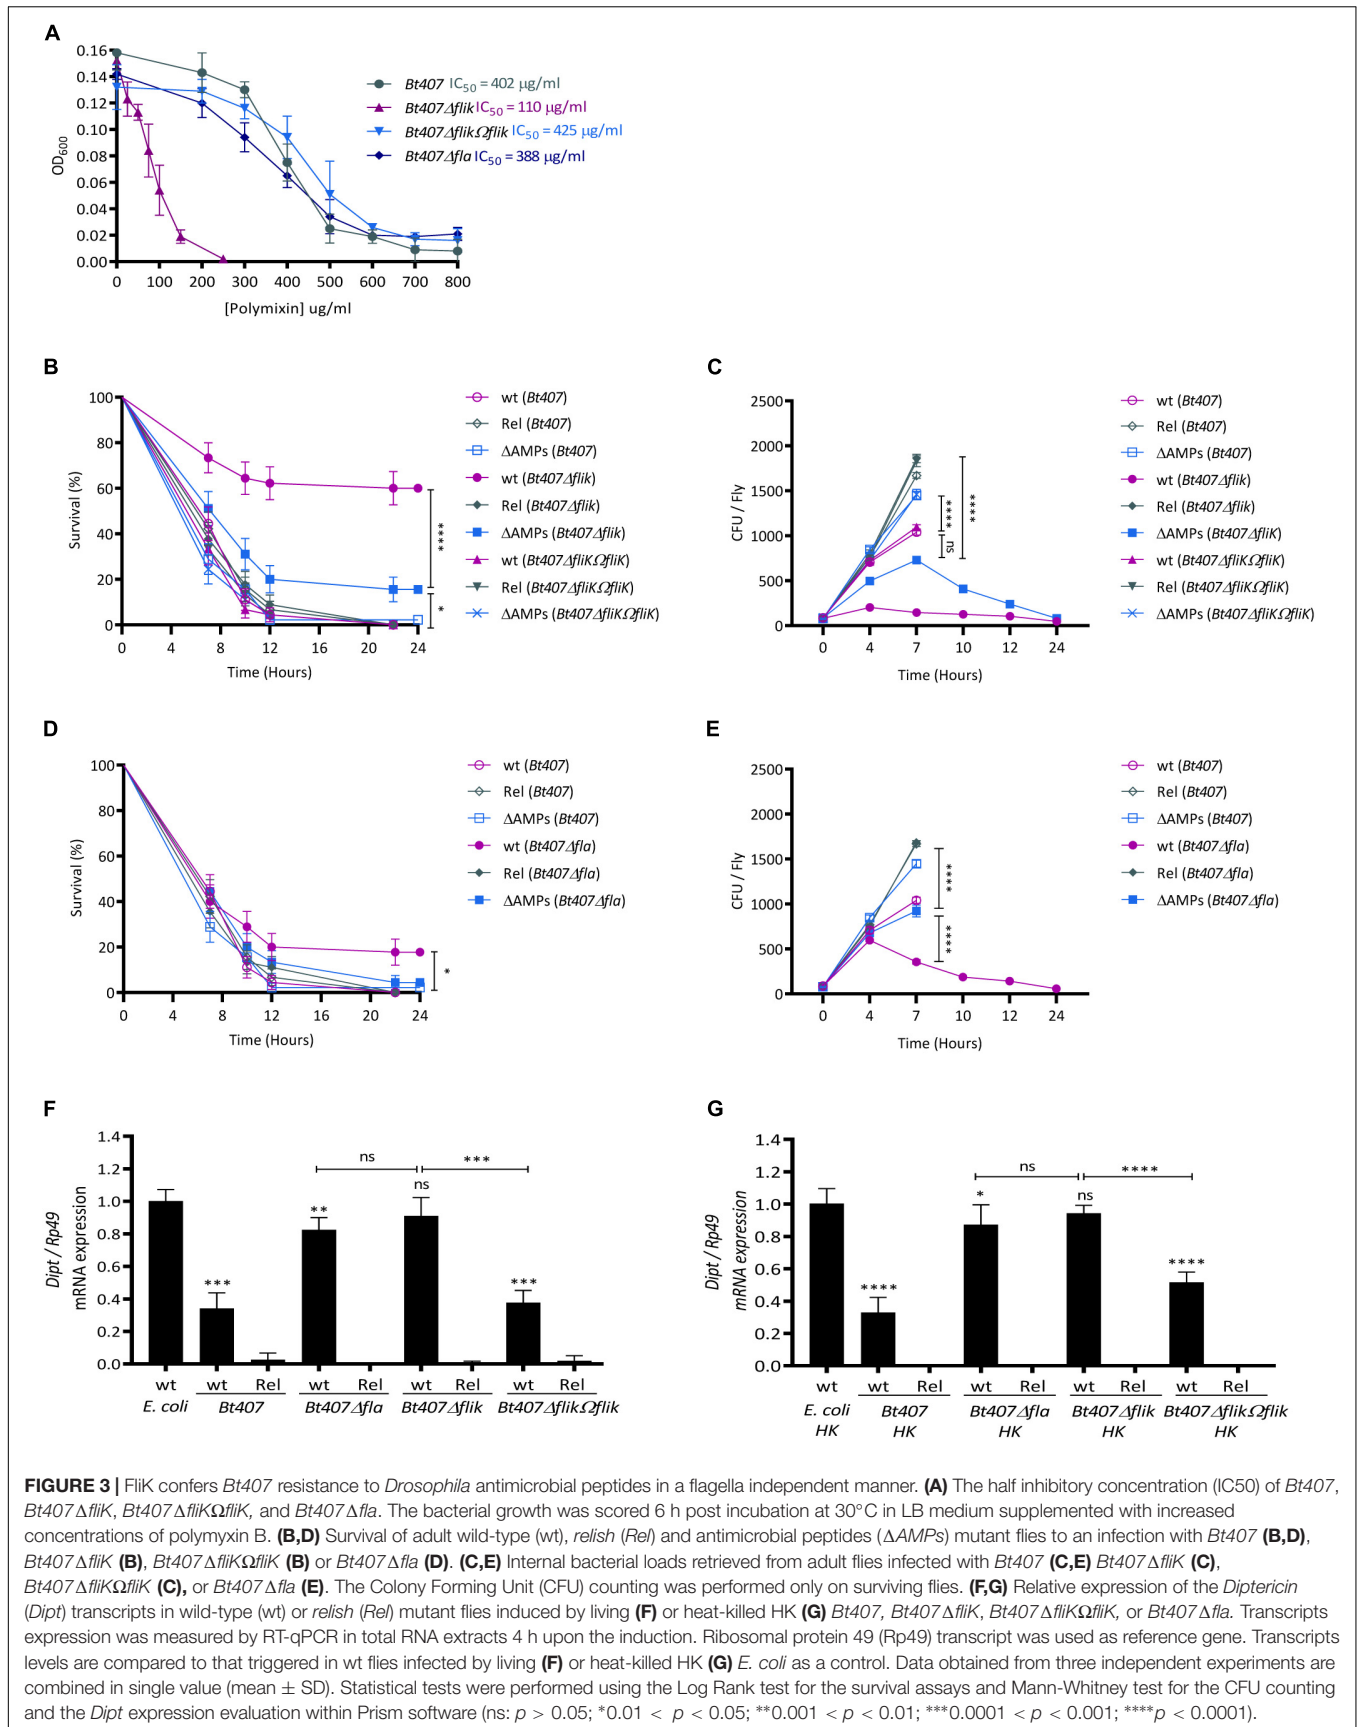 A
0.16
0.14
0.12
0.10
0.08
0.06
0.04
0.02
0.00
OD600
0 100 200 300 400 500 600 700 800
[Polymixin] ug/ml
Bt407 IC50 = 402 µg/ml
Bt407Δflik IC50 = 110 µg/ml
Bt407ΔflikΩflik IC50 = 425 µg/ml
Bt407Δfla IC50 = 388 µg/ml
B
100
80
60
40
20
0
Survival (%)
0 4 8 12 16 20 24
Time (Hours)
****
*
wt (Bt407)
Rel (Bt407)
ΔAMPs (Bt407)
wt (Bt407Δflik)
Rel (Bt407Δflik)
ΔAMPs (Bt407Δflik)
wt (Bt407ΔfliKΩfliK)
Rel (Bt407ΔfliKΩfliK)
ΔAMPs (Bt407ΔfliKΩfliK)
C
2500
2000
1500
1000
500
0
CFU / Fly
0 4 7 10 12 24
Time (Hours)
****
ns
****
wt (Bt407)
Rel (Bt407)
ΔAMPs (Bt407)
wt (Bt407Δflik)
Rel (Bt407Δflik)
ΔAMPs (Bt407Δflik)
wt (Bt407ΔfliKΩfliK)
Rel (Bt407ΔfliKΩfliK)
ΔAMPs (Bt407ΔfliKΩfliK)
D
100
80
60
40
20
0
Survival (%)
0 4 8 12 16 20 24
Time (Hours)
*
wt (Bt407)
Rel (Bt407)
ΔAMPs (Bt407)
wt (Bt407Δfla)
Rel (Bt407Δfla)
ΔAMPs (Bt407Δfla)
E
2500
2000
1500
1000
500
0
CFU / Fly
0 4 7 10 12 24
Time (Hours)
****
****
wt (Bt407)
Rel (Bt407)
ΔAMPs (Bt407)
wt (Bt407Δfla)
Rel (Bt407Δfla)
ΔAMPs (Bt407Δfla)
F
1.4
1.2
1.0
0.8
0.6
0.4
0.2
0.0
Dipt / Rp49
mRNA expression
ns ***
*** ** ns ***
wt wt Rel wt Rel wt Rel wt Rel
E. coli Bt407 Bt407Δfla Bt407Δflik Bt407ΔflikΩflik
G
1.4
1.2
1.0
0.8
0.6
0.4
0.2
0.0
Dipt / Rp49
mRNA expression
ns ****
**** * ns ****
wt wt Rel wt Rel wt Rel wt Rel
E. coli Bt407 Bt407Δfla Bt407Δflik Bt407ΔflikΩflik
HK HK HK HK HK
FIGURE 3 | FliK confers Bt407 resistance to Drosophila antimicrobial peptides in a flagella independent manner. (A) The half inhibitory concentration (IC50) of Bt407,
Bt407ΔfliK, Bt407ΔfliKΩfliK, and Bt407Δfla. The bacterial growth was scored 6 h post incubation at 30°C in LB medium supplemented with increased
concentrations of polymyxin B. (B,D) Survival of adult wild-type (wt), relish (Rel) and antimicrobial peptides (ΔAMPs) mutant flies to an infection with Bt407 (B,D),
Bt407ΔfliK (B), Bt407ΔfliKΩfliK (B) or Bt407Δfla (D). (C,E) Internal bacterial loads retrieved from adult flies infected with Bt407 (C,E) Bt407ΔfliK (C),
Bt407ΔfliKΩfliK (C), or Bt407Δfla (E). The Colony Forming Unit (CFU) counting was performed only on surviving flies. (F,G) Relative expression of the Diptericin
(Dipt) transcripts in wild-type (wt) or relish (Rel) mutant flies induced by living (F) or heat-killed HK (G) Bt407, Bt407ΔfliK, Bt407ΔfliKΩfliK, or Bt407Δfla. Transcripts
expression was measured by RT-qPCR in total RNA extracts 4 h upon the induction. Ribosomal protein 49 (Rp49) transcript was used as reference gene. Transcripts
levels are compared to that triggered in wt flies infected by living (F) or heat-killed HK (G) E. coli as a control. Data obtained from three independent experiments are
combined in single value (mean ± SD). Statistical tests were performed using the Log Rank test for the survival assays and Mann-Whitney test for the CFU counting
and the Dipt expression evaluation within Prism software (ns: p > 0.05; *0.01 < p < 0.05; **0.001 < p < 0.01; ***0.0001 < p < 0.001; ****p < 0.0001).